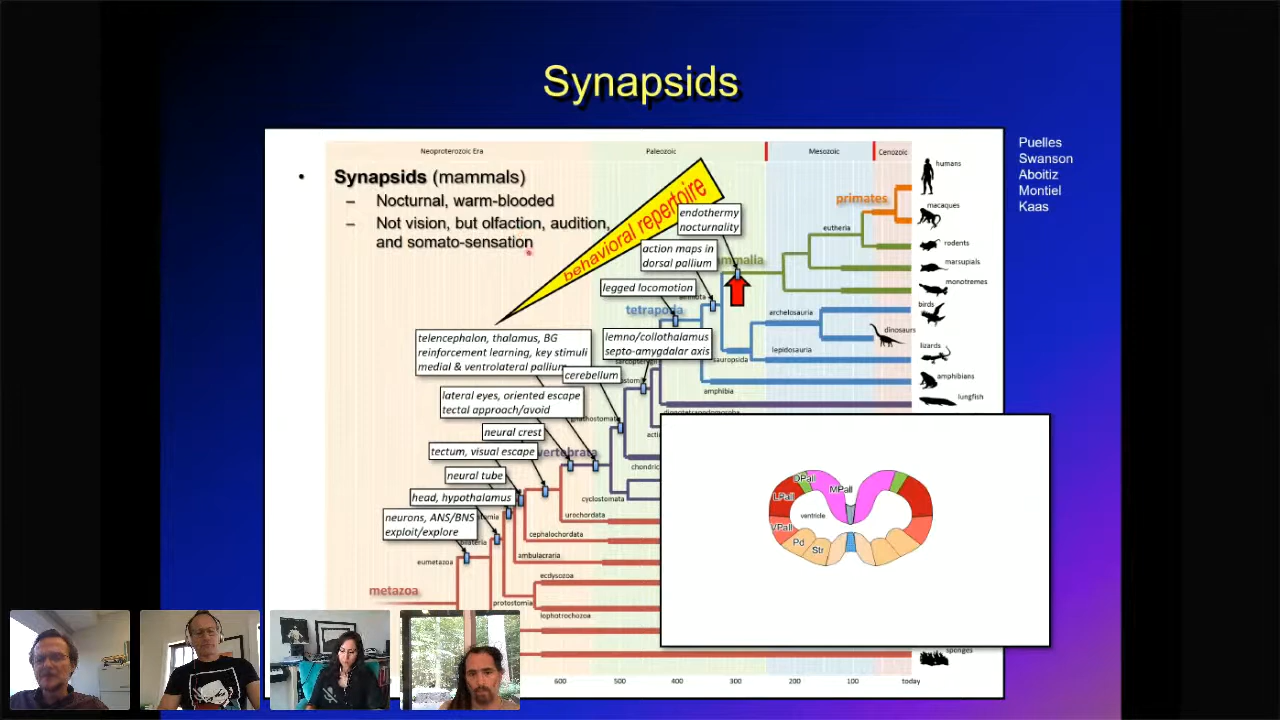 Synapsids
Puelles
Swanson
Aboitiz
Montiel
Kaas
Neoproterozoic Era
Paleozoic
Mesozoic
Cenozoic
• Synapsids (mammals)
– Nocturnal, warm-blooded
– Not vision, but olfaction, audition,
and somato-sensation
behavioral repertoire
endothermy
nocturnality
action maps in
dorsal pallium
legged locomotion
lemno/collothalamus
septo-amygdalar axis
telencephalon, thalamus, BG
reinforcement learning, key stimuli
medial & ventrolateral pallium
cerebellum
lateral eyes, oriented escape
tectal approach/avoid
neural crest
tectum, visual escape
neural tube
head, hypothalamus
neurons, ANS/BNS
exploit/explore
humans
primates
macaques
eutheria
rodents
marsupials
monotremes
birds
archelosauria
dinosaurs
lizards
lepidosauria
sauropsida
amphibians
amphibia
lungfish
tetrapoda
vertebrata
chondric
cyclostomata
urochordata
cephalochordata
ambulacraria
eumetazoa
ecdysozoa
metazoa
protostomia
lophotrochozoa
sponges
DPall
MPall
LPall
ventricle
VPall
Pd
Str
600
500
400
300
200
100
today